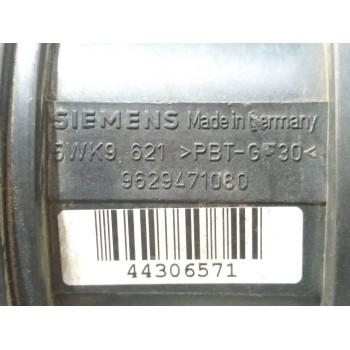 SIEMENS Made in Germany
5WK9 621 >PBT-GF30<
9629471080
44306571